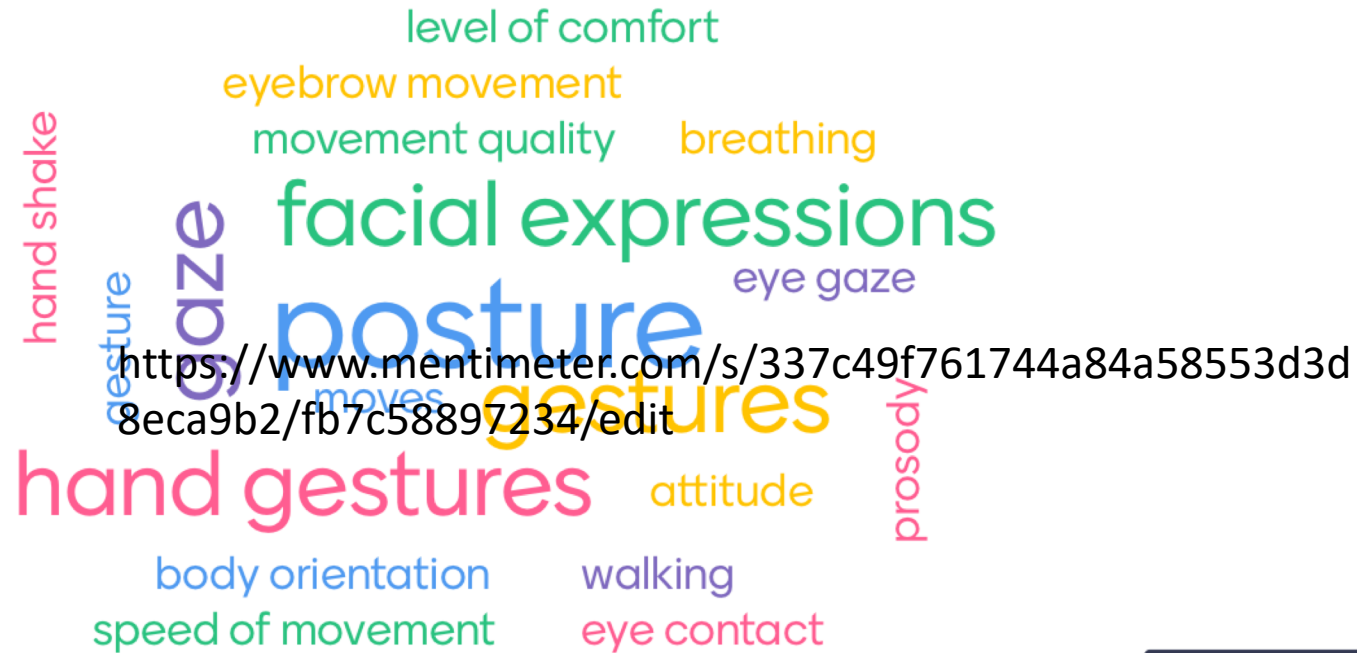 level of comfort
eyebrow movement
movement quality
breathing
hand shake
facial expressions
gaze
eye gaze
gesture
posture
https://www.mentimeter.com/s/337c49f761744a84a58553d3d
8eca9b2/fb7c58897234/edit
moves
gestures
prosody
hand gestures
attitude
body orientation
walking
speed of movement
eye contact